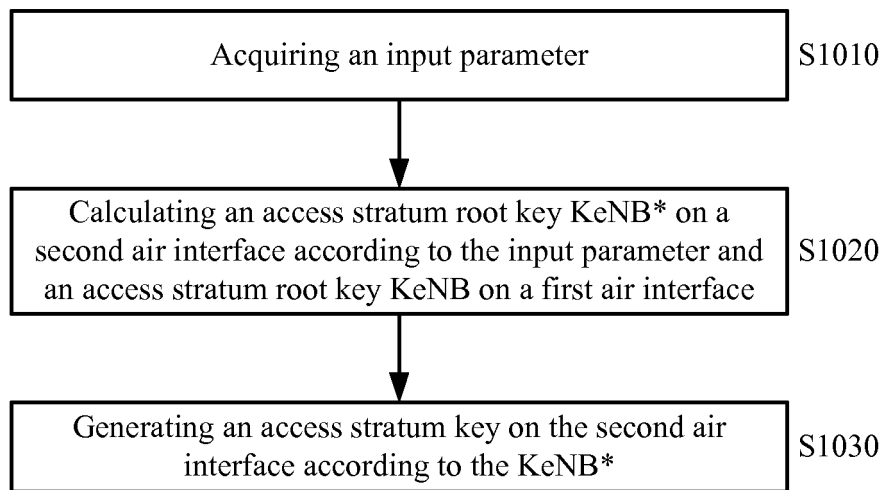 Acquiring an input parameter
S1010
Calculating an access stratum root key KeNB* on a
second air interface according to the input parameter and
an access stratum root key KeNB on a first air interface
S1020
Generating an access stratum key on the second air
interface according to the KeNB*
S1030